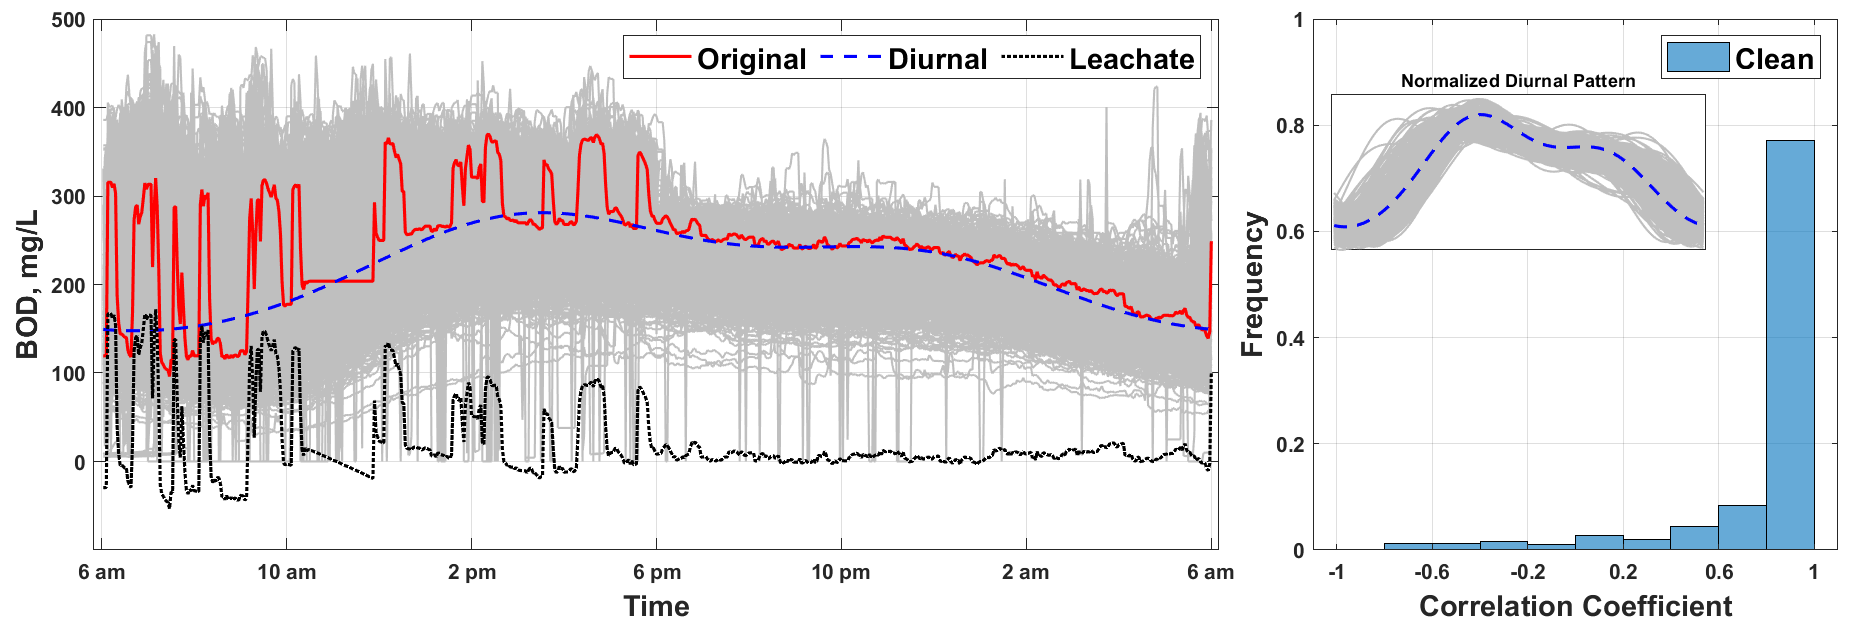 500
400
300
200
100
0
BOD, mg/L
Original Diurnal Leachate
6 am 10 am 2 pm 6 pm 10 pm 2 am 6 am
Time
1
0.8
0.6
0.4
0.2
0
Frequency
Clean
Normalized Diurnal Pattern
-1 -0.6 -0.2 0.2 0.6 1
Correlation Coefficient